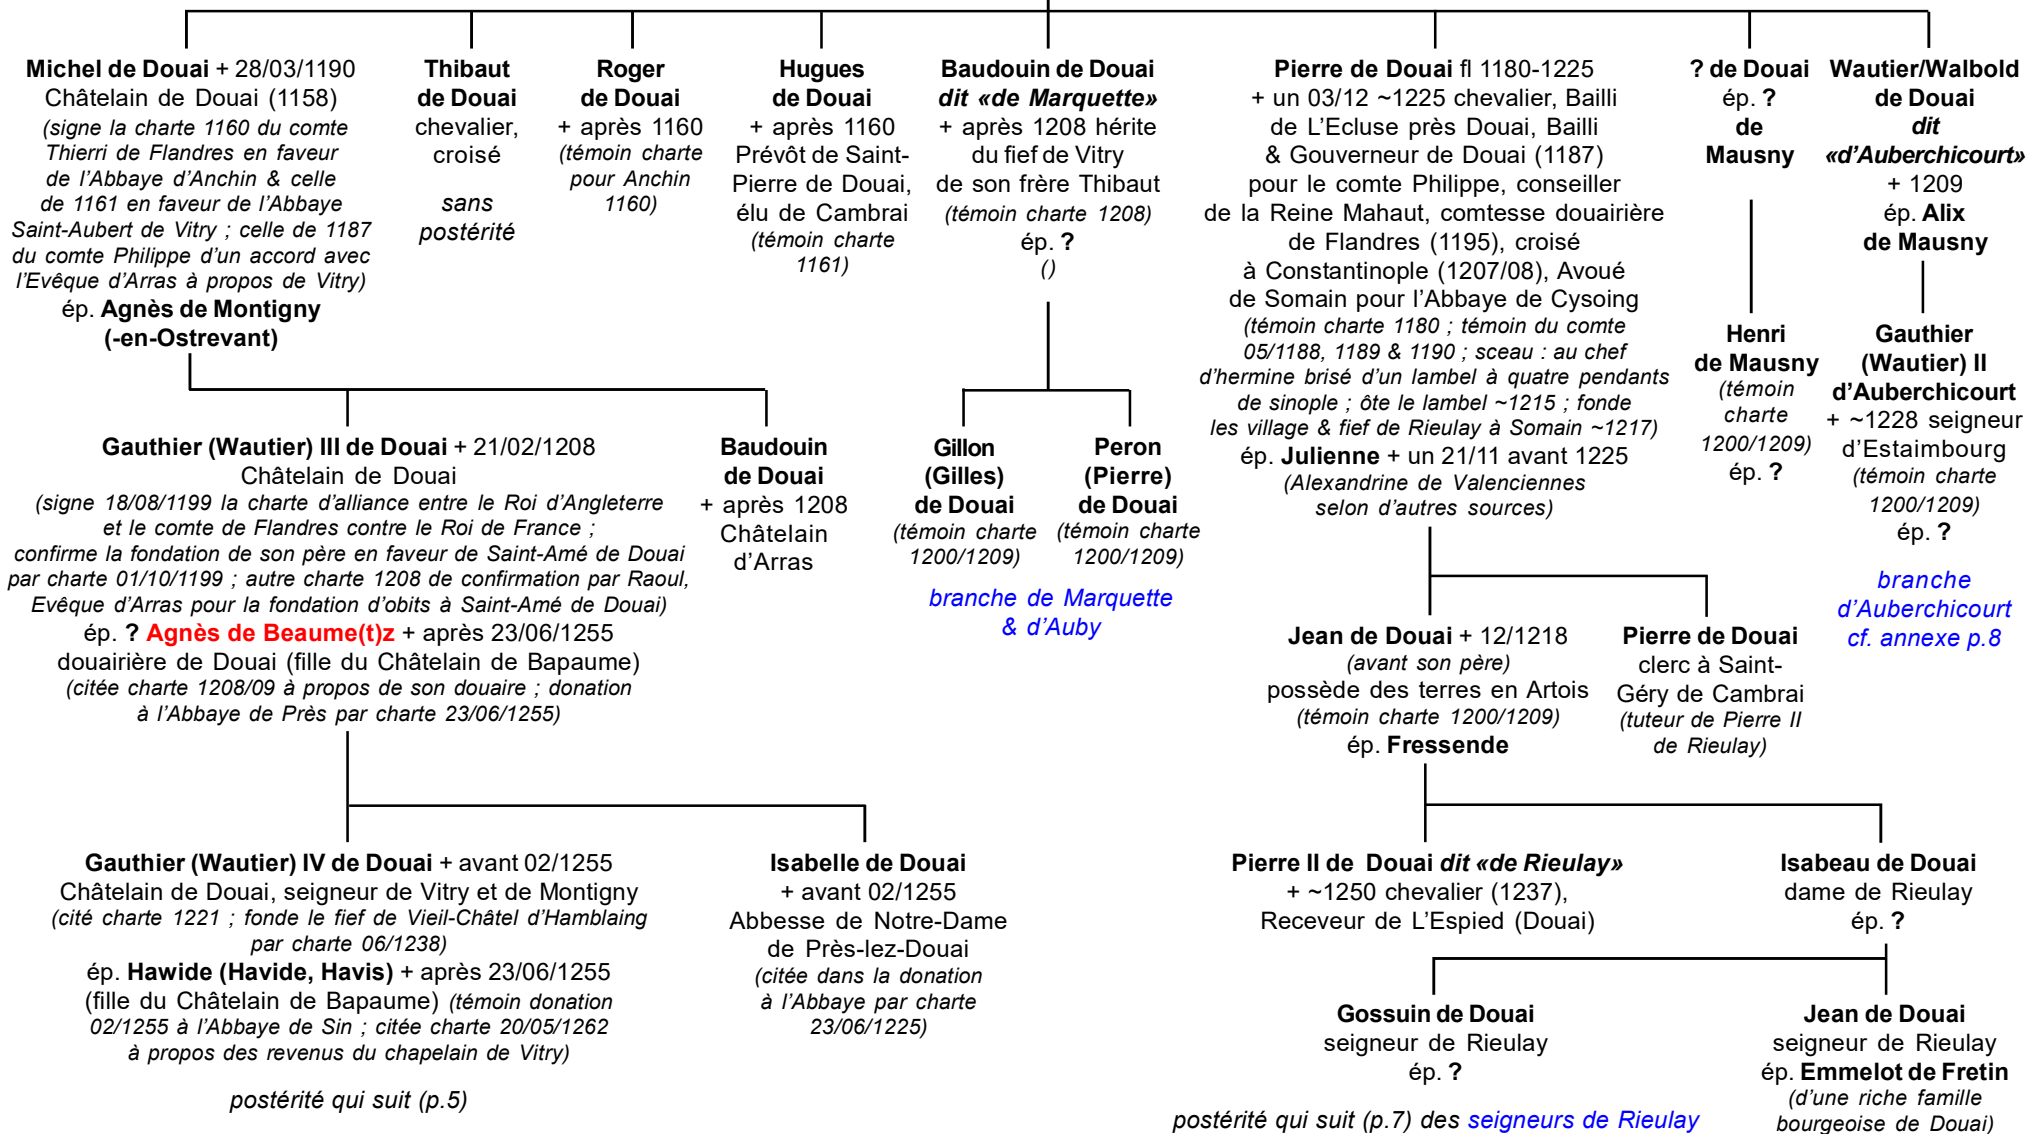 Michel de Douai + 28/03/1190
Châtelain de Douai (1158)
(signe la charte 1160 du comte
Thierri de Flandres en faveur
de l'Abbaye d'Anchin & celle
de 1161 en faveur de l'Abbaye
Saint-Aubert de Vitry ; celle de 1187
du comte Philippe d'un accord avec
l'Evêque d'Arras à propos de Vitry)
ép. Agnès de Montigny
(-en-Ostrevant)
Thibaut
de Douai
chevalier,
croisé
sans
postérité
Roger
de Douai
+ après 1160
(témoin charte
pour Anchin
1160)
Hugues
de Douai
+ après 1160
Prévôt de Saint-
Pierre de Douai,
élu de Cambrai
(témoin charte
1161)
Baudouin de Douai
dit «de Marquette»
+ après 1208 hérite
du fief de Vitry
de son frère Thibaut
(témoin charte 1208)
ép. ?
()
Pierre de Douai fl 1180-1225
+ un 03/12 ~1225 chevalier, Bailli
de L'Ecluse près Douai, Bailli
& Gouverneur de Douai (1187)
pour le comte Philippe, conseiller
de la Reine Mahaut, comtesse douairière
de Flandres (1195), croisé
à Constantinople (1207/08), Avoué
de Somain pour l'Abbaye de Cysoing
(témoin charte 1180 ; témoin du comte
05/1188, 1189 & 1190 ; sceau : au chef
d'hermine brisé d'un lambel à quatre pendants
de sinople ; ôte le lambel ~1215 ; fonde
les village & fief de Rieulay à Somain ~1217)
ép. Julienne + un 21/11 avant 1225
(Alexandrine de Valenciennes
selon d'autres sources)
? de Douai
ép. ?
de
Mausny
Wautier/Walbold
de Douai
dit
«d'Auberchicourt»
+ 1209
ép. Alix
de Mausny
Henri
de Mausny
(témoin
charte
1200/1209)
ép. ?
Gauthier
(Wautier) II
d'Auberchicourt
+ ~1228 seigneur
d'Estaimbourg
(témoin charte
1200/1209)
ép. ?
branche
d'Auberchicourt
cf. annexe p.8
Gauthier (Wautier) III de Douai + 21/02/1208
Châtelain de Douai
(signe 18/08/1199 la charte d'alliance entre le Roi d'Angleterre
et le comte de Flandres contre le Roi de France ;
confirme la fondation de son père en faveur de Saint-Amé de Douai
par charte 01/10/1199 ; autre charte 1208 de confirmation par Raoul,
Evêque d'Arras pour la fondation d'obits à Saint-Amé de Douai)
ép. ? Agnès de Beaume(t)z + après 23/06/1255
douairière de Douai (fille du Châtelain de Bapaume)
(citée charte 1208/09 à propos de son douaire ; donation
à l'Abbaye de Près par charte 23/06/1255)
Baudouin
de Douai
+ après 1208
Châtelain
d'Arras
Gillon
(Gilles)
de Douai
(témoin charte
1200/1209)
Peron
(Pierre)
de Douai
(témoin charte
1200/1209)
branche de Marquette
& d'Auby
Jean de Douai + 12/1218
(avant son père)
possède des terres en Artois
(témoin charte 1200/1209)
ép. Fressende
Pierre de Douai
clerc à Saint-
Géry de Cambrai
(tuteur de Pierre II
de Rieulay)
Gauthier (Wautier) IV de Douai + avant 02/1255
Châtelain de Douai, seigneur de Vitry et de Montigny
(cité charte 1221 ; fonde le fief de Vieil-Châtel d'Hamblaing
par charte 06/1238)
ép. Hawide (Havide, Havis) + après 23/06/1255
(fille du Châtelain de Bapaume) (témoin donation
02/1255 à l'Abbaye de Sin ; citée charte 20/05/1262
à propos des revenus du chapelain de Vitry)
postérité qui suit (p.5)
Isabelle de Douai
+ avant 02/1255
Abbesse de Notre-Dame
de Près-lez-Douai
(citée dans la donation
à l'Abbaye par charte
23/06/1225)
Pierre II de Douai dit «de Rieulay»
+ ~1250 chevalier (1237),
Receveur de L'Espied (Douai)
Isabeau de Douai
dame de Rieulay
ép. ?
Gossuin de Douai
seigneur de Rieulay
ép. ?
Jean de Douai
seigneur de Rieulay
ép. Emmelot de Fretin
(d'une riche famille
bourgeoise de Douai)
postérité qui suit (p.7) des seigneurs de Rieulay